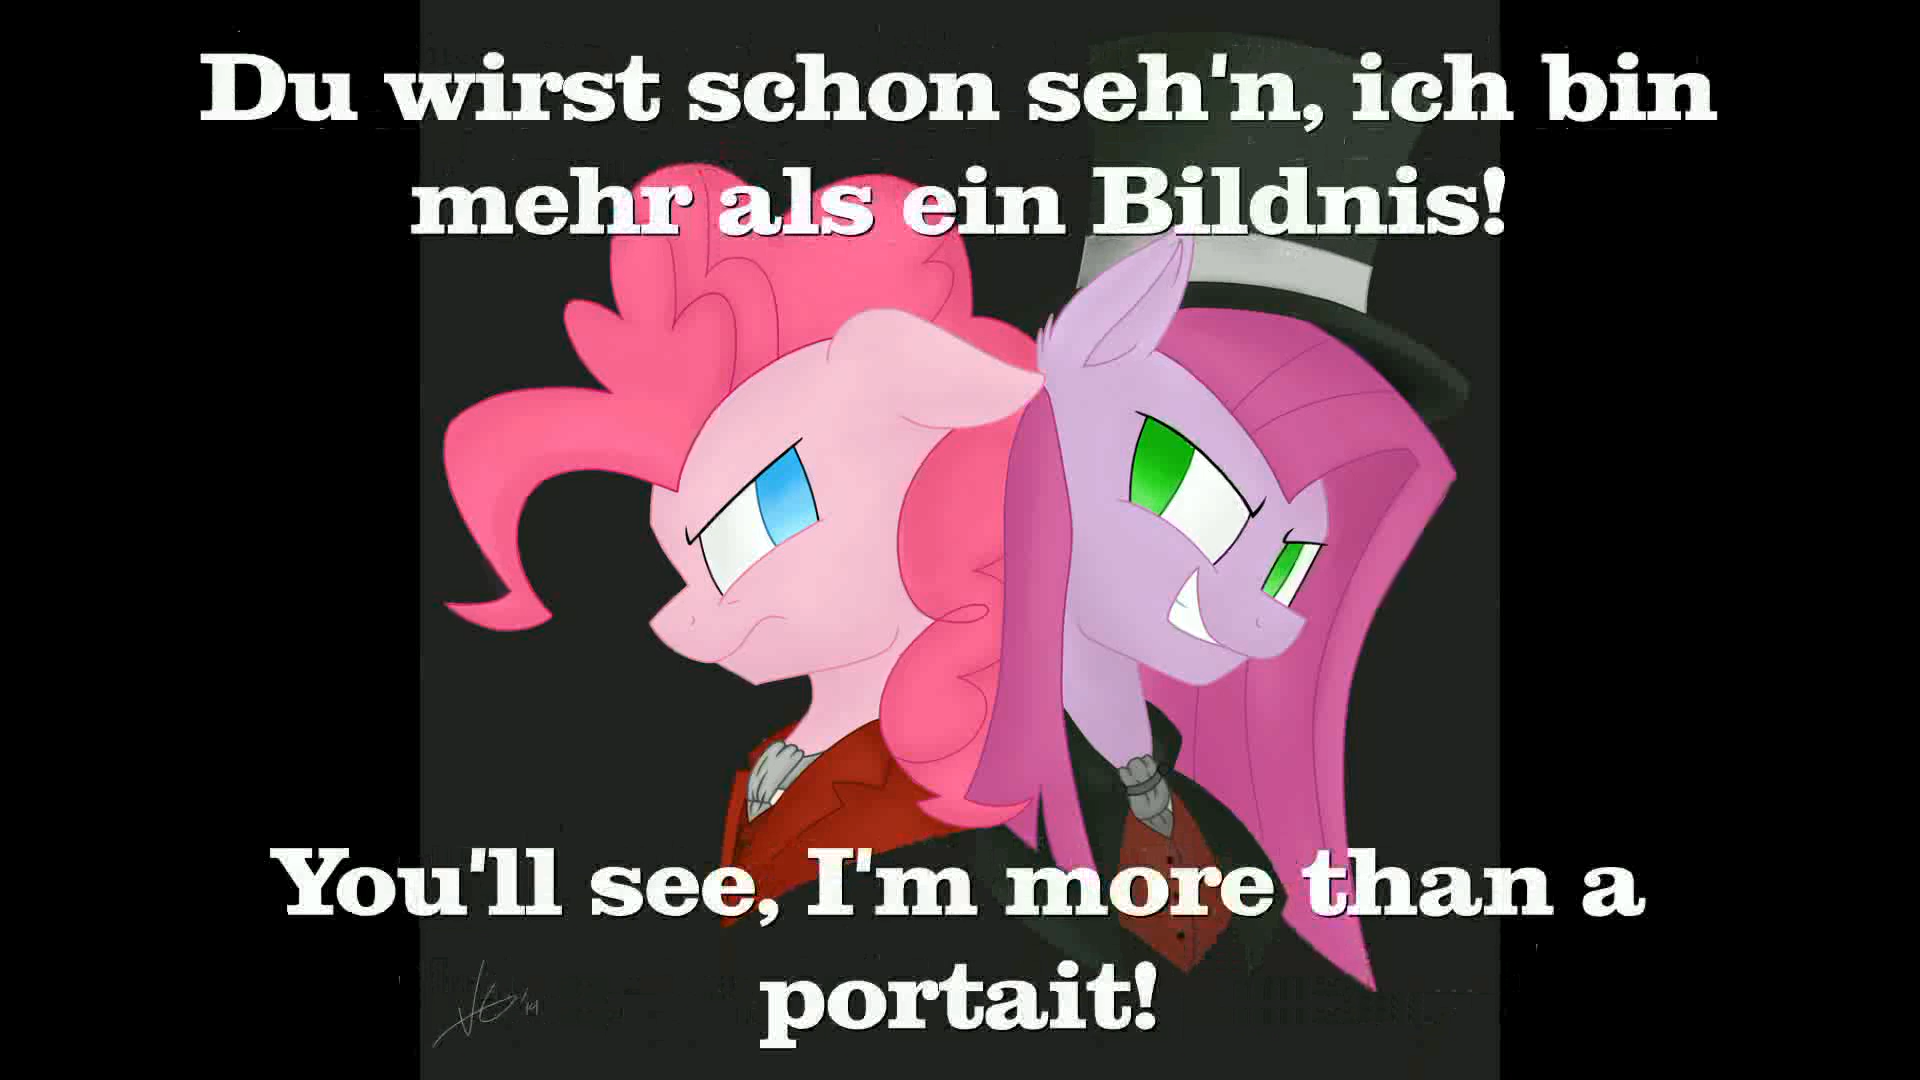 Du wirst schon seh'n, ich bin
mehr als ein Bildnis!
You'll see, I'm more than a
portait!